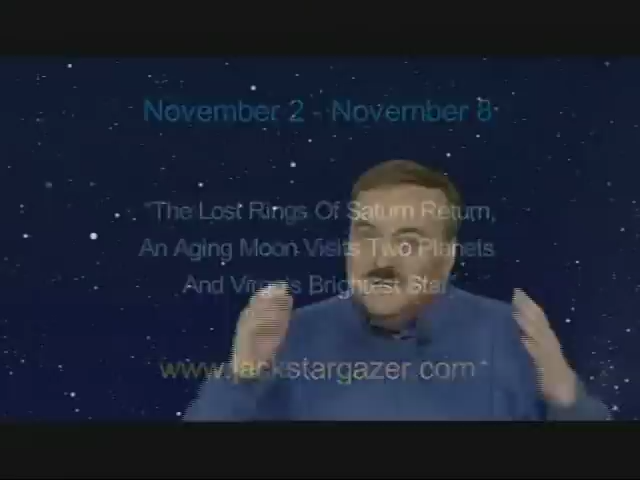 November 2 - November 8
"The Lost Rings Of Saturn Return,
An Aging Moon Visits Two Planets
And Virgo's Brightest Star"
www.jackstargazer.com